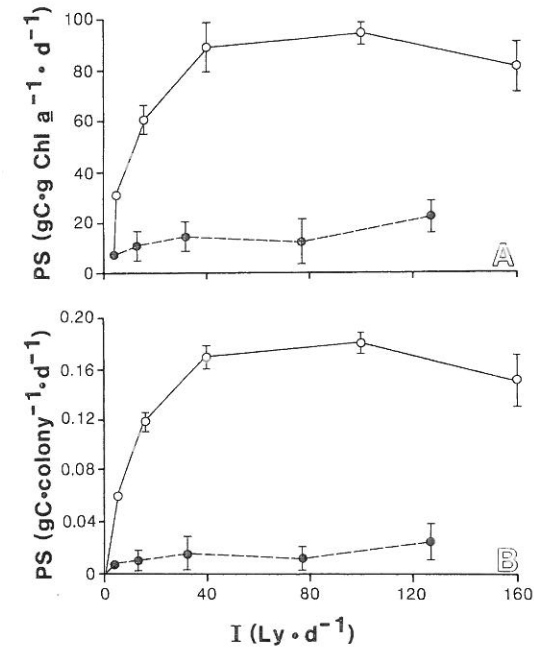 PS (gC•g Chl a⁻¹ • d⁻¹)
100
80
60
40
20
0
A
PS (gC•colony⁻¹•d⁻¹)
0.20
0.16
0.12
0.08
0.04
0
B
0 40 80 120 160
I (Ly • d⁻¹)